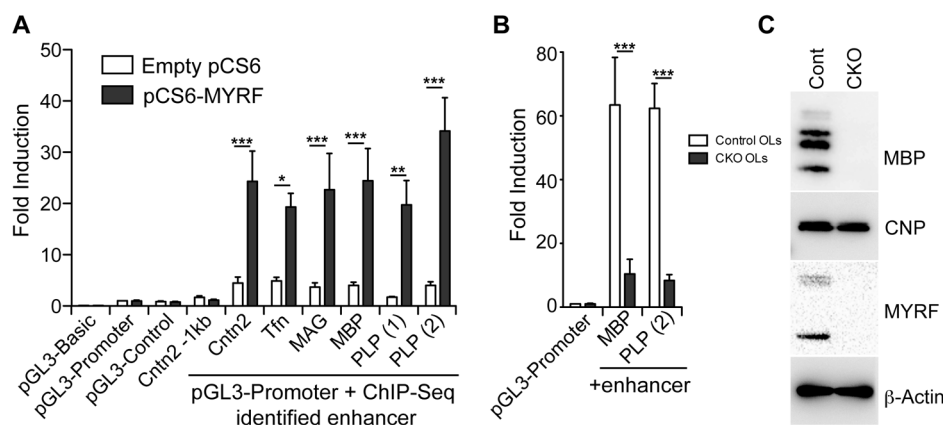 A
50
40
30
20
10
0
Fold Induction
Empty pCS6
pCS6-MYRF
***
*
***
***
**
***
pGL3-Basic
pGL3-Promoter
pGL3-Control
Cntn2 -1kb
Cntn2
Tfn
MAG
MBP
PLP (1)
PLP (2)
pGL3-Promoter + ChIP-Seq
identified enhancer
B
80
60
40
20
0
Fold Induction
***
***
Control OLs
CKO OLs
pGL3-Promoter
MBP
PLP (2)
+enhancer
C
Cont
CKO
MBP
CNP
MYRF
β-Actin